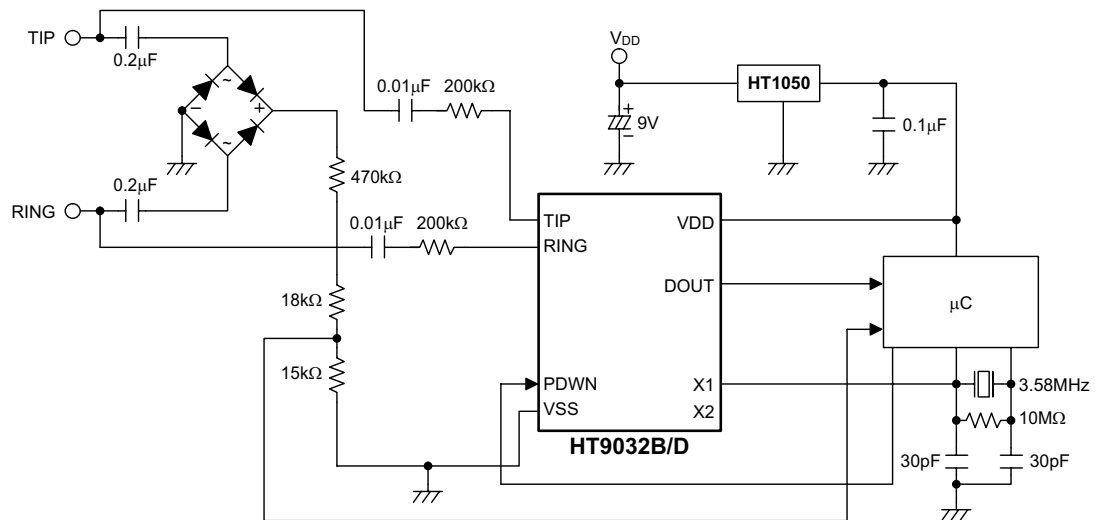 TIP
0.2μF
~
−
+
~
0.2μF
RING
0.01μF
200kΩ
0.01μF
200kΩ
470kΩ
18kΩ
15kΩ
VDD
+
−
9V
HT1050
0.1μF
TIP
RING
VDD
DOUT
PDWN
VSS
X1
X2
HT9032B/D
μC
3.58MHz
10MΩ
30pF
30pF